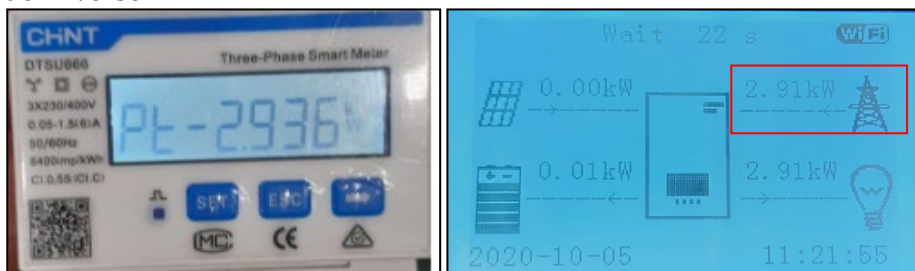 CHNT
DTSU666
Three-Phase Smart Meter
3X230/400V
0.05-1.5(6)A
50/60Hz
6400imp/kWh
Pt-2.936
SET
ESC
MC
CE
Wait 22 s
WiFi
0.00kW
2.91kW
0.01kW
2.91kW
2020-10-05
11:21:55